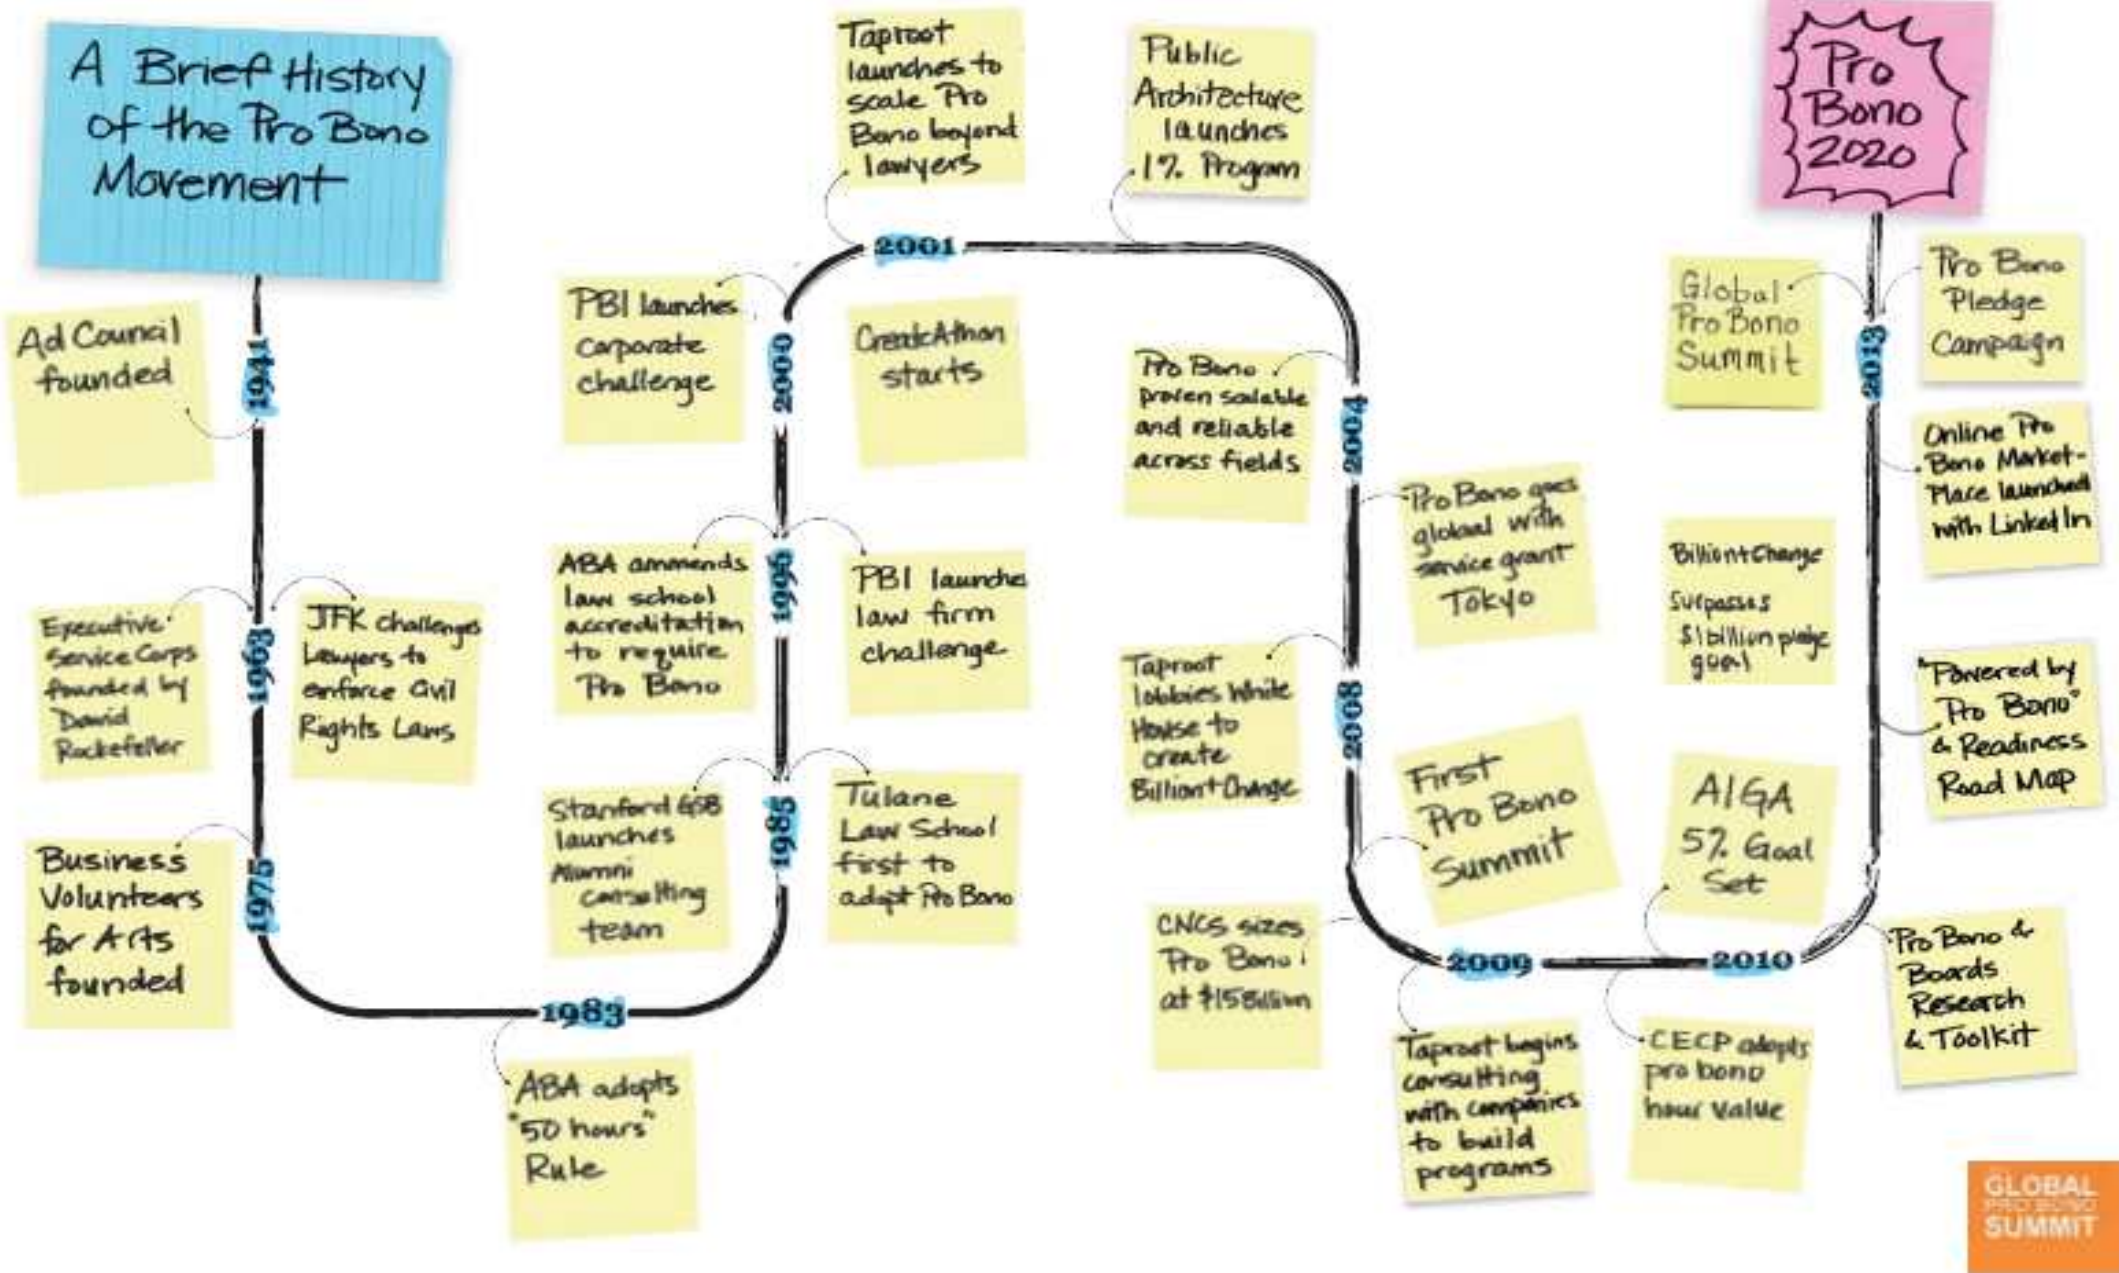 A Brief History
of the Pro Bono
Movement
1941
Ad Council
founded
1963
Executive
Service Corps
founded by
David
Rockefeller
JFK challenges
Lawyers to
enforce Civil
Rights Laws
1975
Business
Volunteers
for Arts
founded
1983
ABA adopts
"50 hours"
Rule
1985
Stanford GSB
launches
Alumni
consulting
team
Tulane
Law School
first to
adopt Pro Bono
1996
ABA ammends
law school
accreditation
to require
Pro Bono
PBI launches
law firm
challenge
2000
PBI launches
corporate
challenge
CreateAthon
starts
2001
Taproot
launches to
scale Pro
Bono beyond
lawyers
Public
Architecture
launches
1% Program
2004
Pro Bono
proven scalable
and reliable
across fields
Pro Bono goes
global with
service grant
Tokyo
2008
Taproot
lobbies White
House to
create
Billion+Change
First
Pro Bono
Summit
CNCS sizes
Pro Bono
at $15Billion
2009
Taproot begins
consulting
with companies
to build
programs
CECP adopts
pro bono
hour value
2010
AIGA
5% Goal
Set
Pro Bono &
Boards
Research
& Toolkit
"Powered by
Pro Bono"
& Readiness
Road Map
Billion+Change
Surpasses
$1billion pledge
goal
Online Pro
Bono Market-
Place launched
with LinkedIn
2013
Global
Pro Bono
Summit
Pro Bono
Pledge
Campaign
Pro
Bono
2020
GLOBAL
PRO BONO
SUMMIT